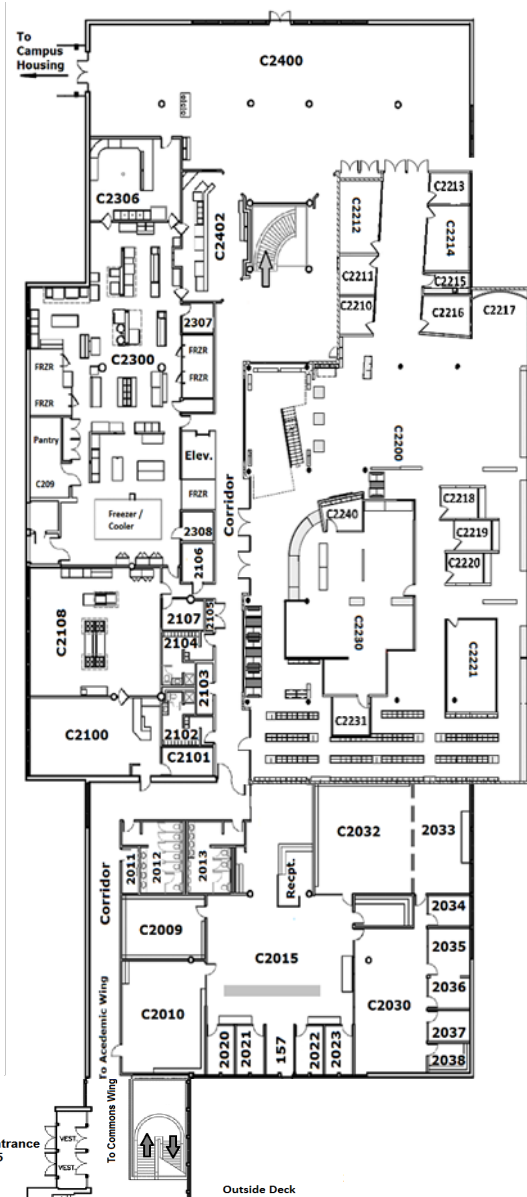 To
Campus
Housing
C2400
C2306
C2402
C2212
C2213
C2214
C2211
C2215
C2210
C2216
C2217
2307
C2300
FRZR
FRZR
FRZR
FRZR
Pantry
C209
Elev.
FRZR
Freezer /
Cooler
2308
Corridor
C2200
C2218
C2219
C2220
C2240
C2230
C2221
C2231
2106
2105
2107
C2108
2104
2103
2102
C2100
C2101
C2032
2033
2011
2012
2013
Recpt.
Corridor
C2009
2034
2035
C2015
2036
C2010
C2030
2037
2038
2020
2021
157
2022
2023
To Acedemic Wing
To Commons Wing
VEST.
VEST.
ntrance
Outside Deck